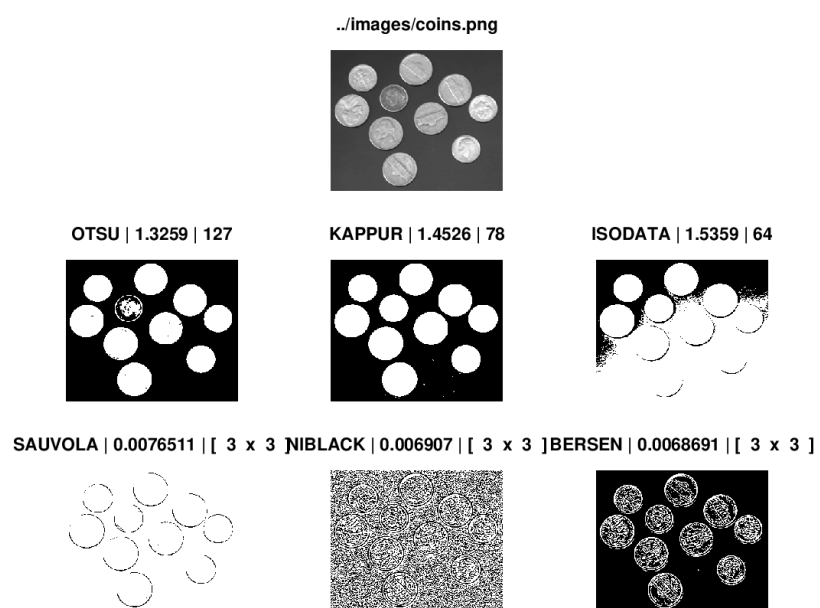 ../images/coins.png
OTSU | 1.3259 | 127
KAPPUR | 1.4526 | 78
ISODATA | 1.5359 | 64
SAUVOLA | 0.0076511 | [ 3 x 3 ]
NIBLACK | 0.006907 | [ 3 x 3 ]
BERSEN | 0.0068691 | [ 3 x 3 ]